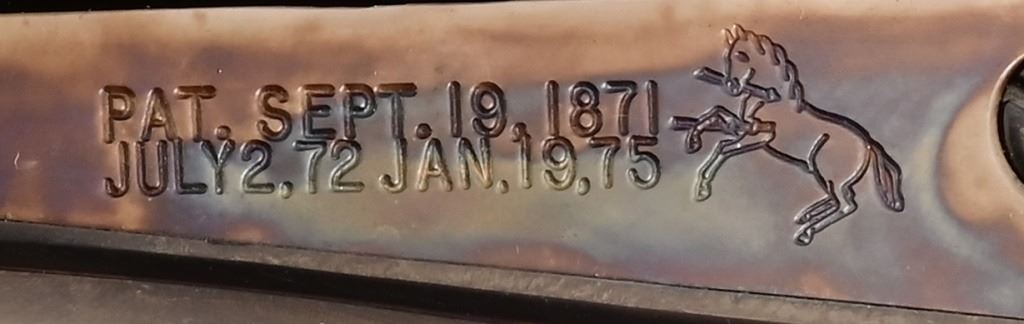 PAT. SEPT. 19. 1871
JULY 2, 72 JAN. 19, 75